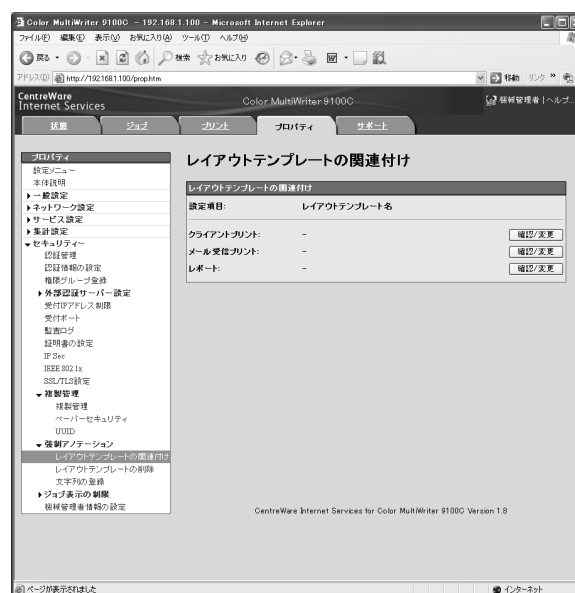 Color MultiWriter 9100C - 192.168.1.100 - Microsoft Internet Explorer
ファイル(F) 編集(E) 表示(V) お気に入り(A) ツール(T) ヘルプ(H)
戻る 検索 お気に入り
アドレス(D) http://192.168.1.100/prop.htm 移動 リンク »
CentreWare
Internet Services
Color MultiWriter 9100C
機械管理者 | ヘルプ...
状態 ジョブ プリント プロパティ サポート
プロパティ
設定メニュー
本体説明
一般設定
ネットワーク設定
サービス設定
集計設定
セキュリティー
認証管理
認証情報の設定
権限グループ登録
外部認証サーバー設定
受付IPアドレス制限
受付ポート
監査ログ
証明書の設定
IP Sec
IEEE 802.1x
SSL/TLS設定
複製管理
複製管理
ペーパーセキュリティ
UUID
強制アノテーション
レイアウトテンプレートの関連付け
レイアウトテンプレートの削除
文字列の登録
ジョブ表示の制限
機械管理者情報の設定
レイアウトテンプレートの関連付け
レイアウトテンプレートの関連付け
設定項目: レイアウトテンプレート名
クライアントプリント: - 確認/変更
メール受信プリント: - 確認/変更
レポート: - 確認/変更
CentreWare Internet Services for Color MultiWriter 9100C Version 1.8
ページが表示されました インターネット